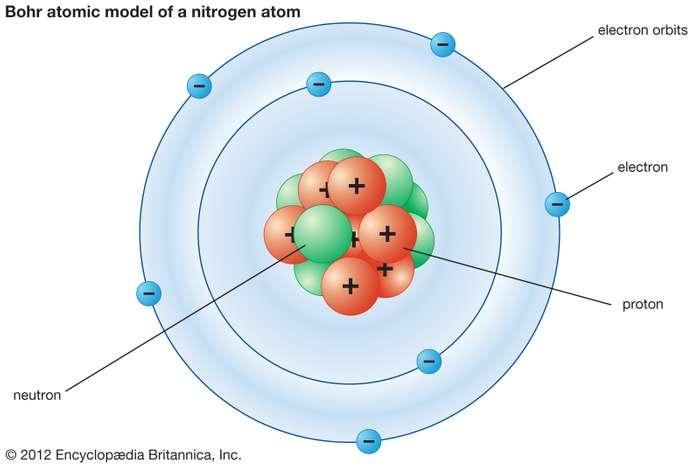 Bohr atomic model of a nitrogen atom
electron orbits
−
−
−
electron
+
+
−
+
+
+
−
+
+
proton
−
neutron
−
© 2012 Encyclopædia Britannica, Inc.